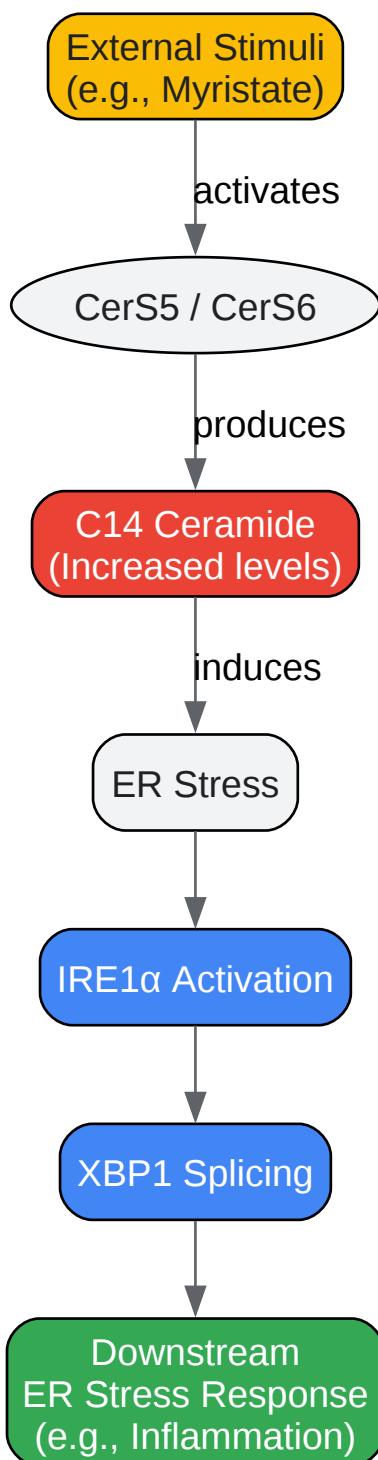 External Stimuli
(e.g., Myristate)
activates
CerS5 / CerS6
produces
C14 Ceramide
(Increased levels)
induces
ER Stress
IRE1α Activation
XBP1 Splicing
Downstream
ER Stress Response
(e.g., Inflammation)